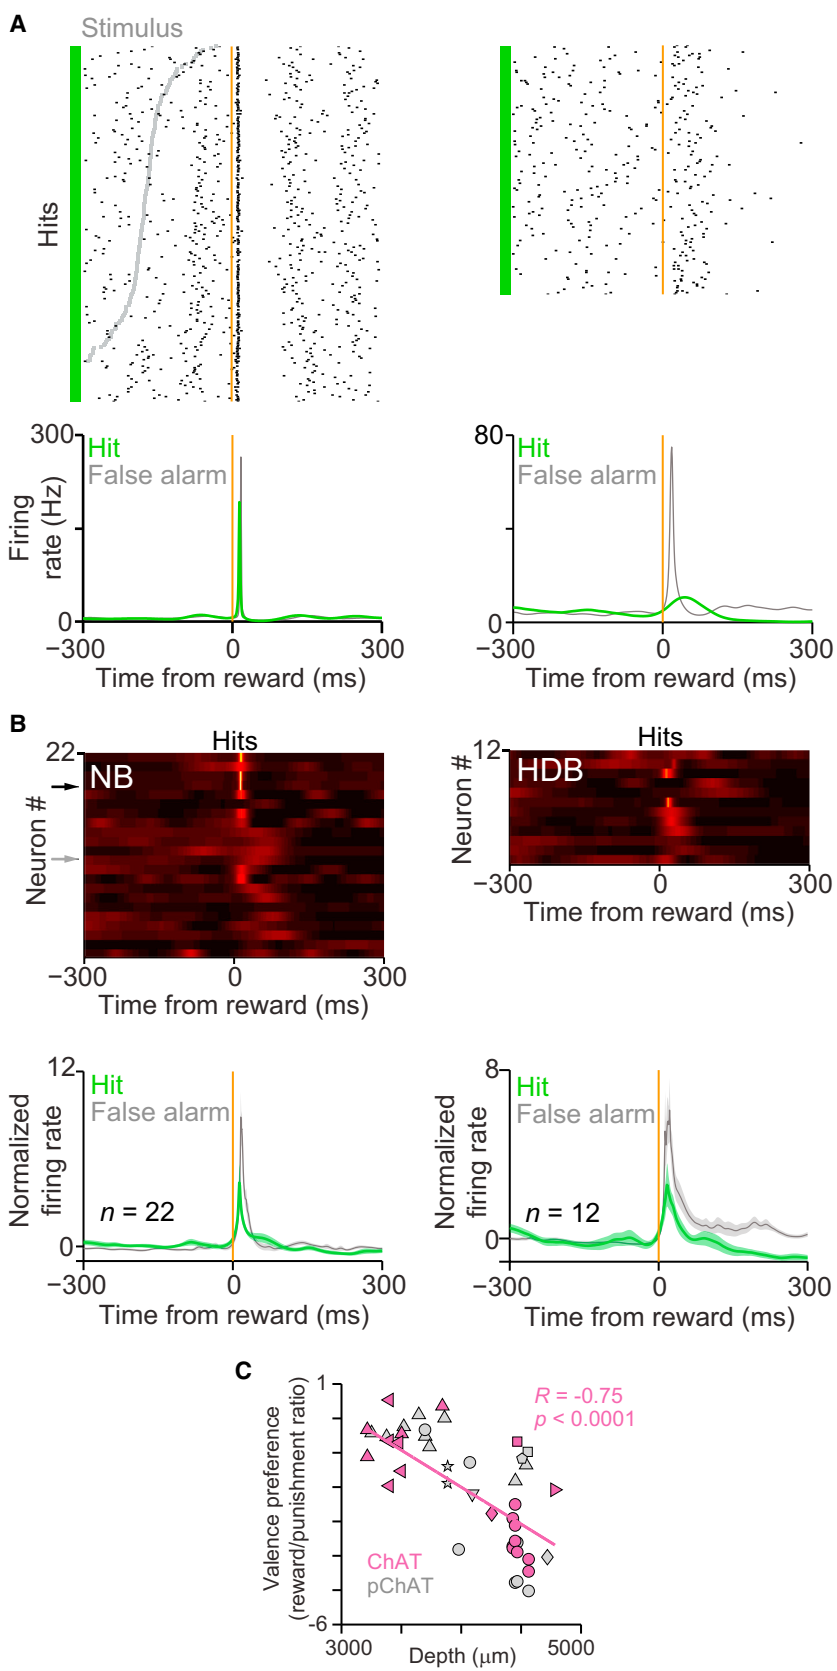 A
Stimulus
Hits
300
Hit
False alarm
Firing
rate (Hz)
0
−300
0
300
Time from reward (ms)
80
Hit
False alarm
0
−300
0
300
Time from reward (ms)
B
Hits
22
NB
Neuron #
−300
0
300
Time from reward (ms)
Hits
12
HDB
Neuron #
−300
0
300
Time from reward (ms)
12
Hit
False alarm
Normalized
firing rate
n = 22
0
−300
0
300
Time from reward (ms)
8
Hit
False alarm
Normalized
firing rate
n = 12
0
−300
0
300
Time from reward (ms)
C
1
R = -0.75
p < 0.0001
Valence preference
(reward/punishment ratio)
ChAT
pChAT
-6
3000
5000
Depth (μm)